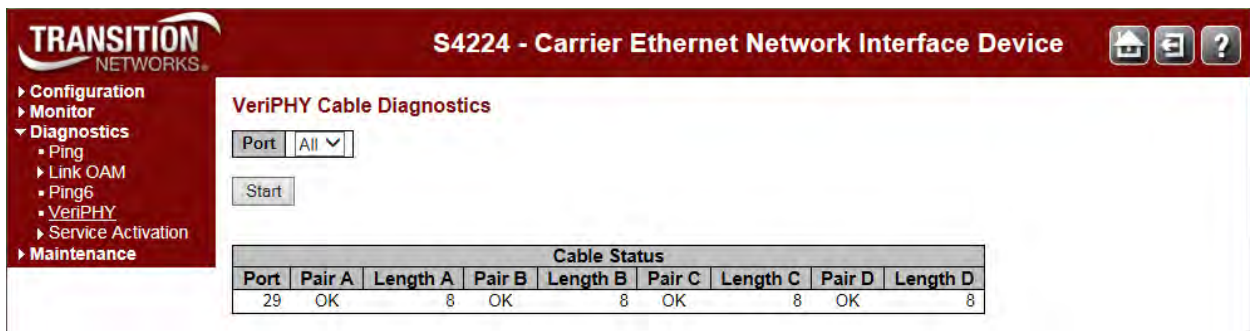 TRANSITION
NETWORKS®
S4224 - Carrier Ethernet Network Interface Device
?
Configuration
Monitor
Diagnostics
Ping
Link OAM
Ping6
VeriPHY
Service Activation
Maintenance
VeriPHY Cable Diagnostics
Port All
Start
Cable Status
Port Pair A Length A Pair B Length B Pair C Length C Pair D Length D
29 OK 8 OK 8 OK 8 OK 8